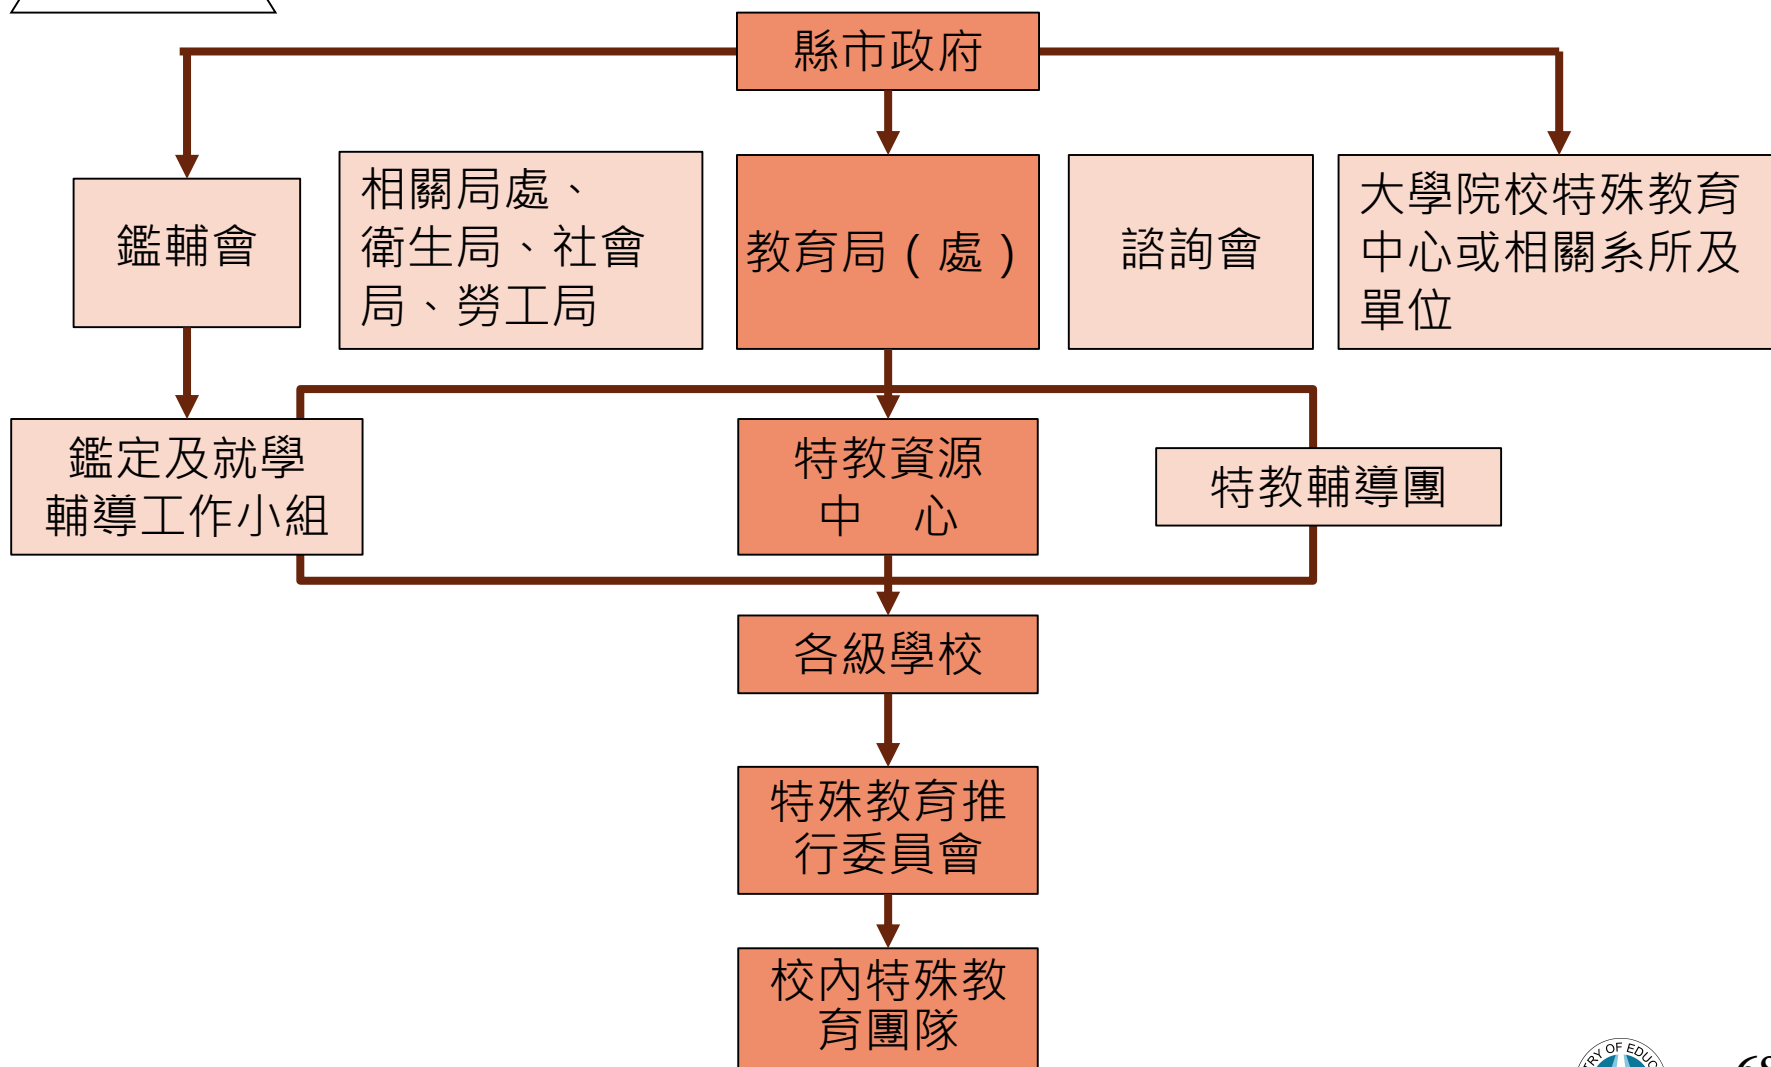 縣市政府
鑑輔會
相關局處、
衛生局、社會
局、勞工局
教育局（處）
諮詢會
大學院校特殊教育
中心或相關系所及
單位
鑑定及就學
輔導工作小組
特教資源
中　心
特教輔導團
各級學校
特殊教育推
行委員會
校內特殊教
育團隊
OF EDUC